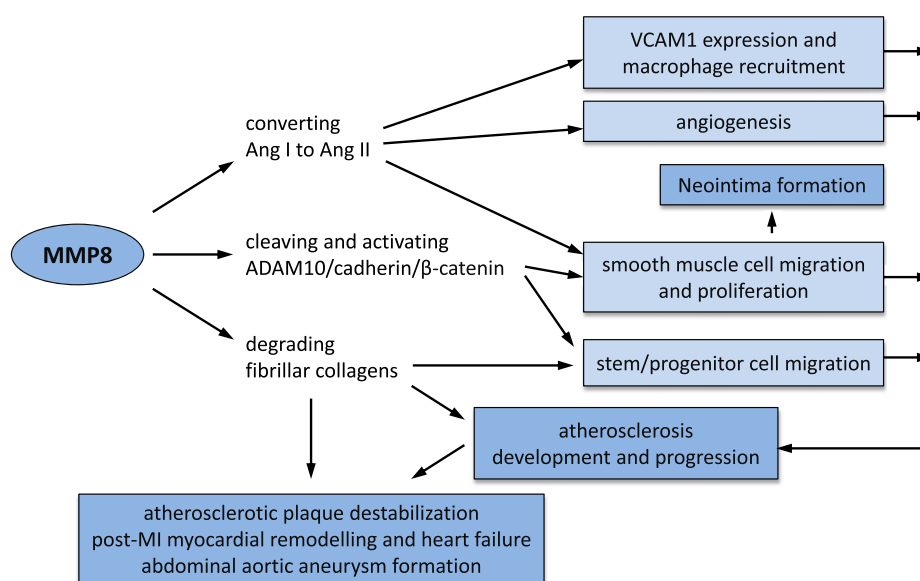 VCAM1 expression and
macrophage recruitment
converting
Ang I to Ang II
angiogenesis
Neointima formation
MMP8
cleaving and activating
ADAM10/cadherin/β-catenin
smooth muscle cell migration
and proliferation
degrading
fibrillar collagens
stem/progenitor cell migration
atherosclerosis
development and progression
atherosclerotic plaque destabilization
post-MI myocardial remodelling and heart failure
abdominal aortic aneurysm formation